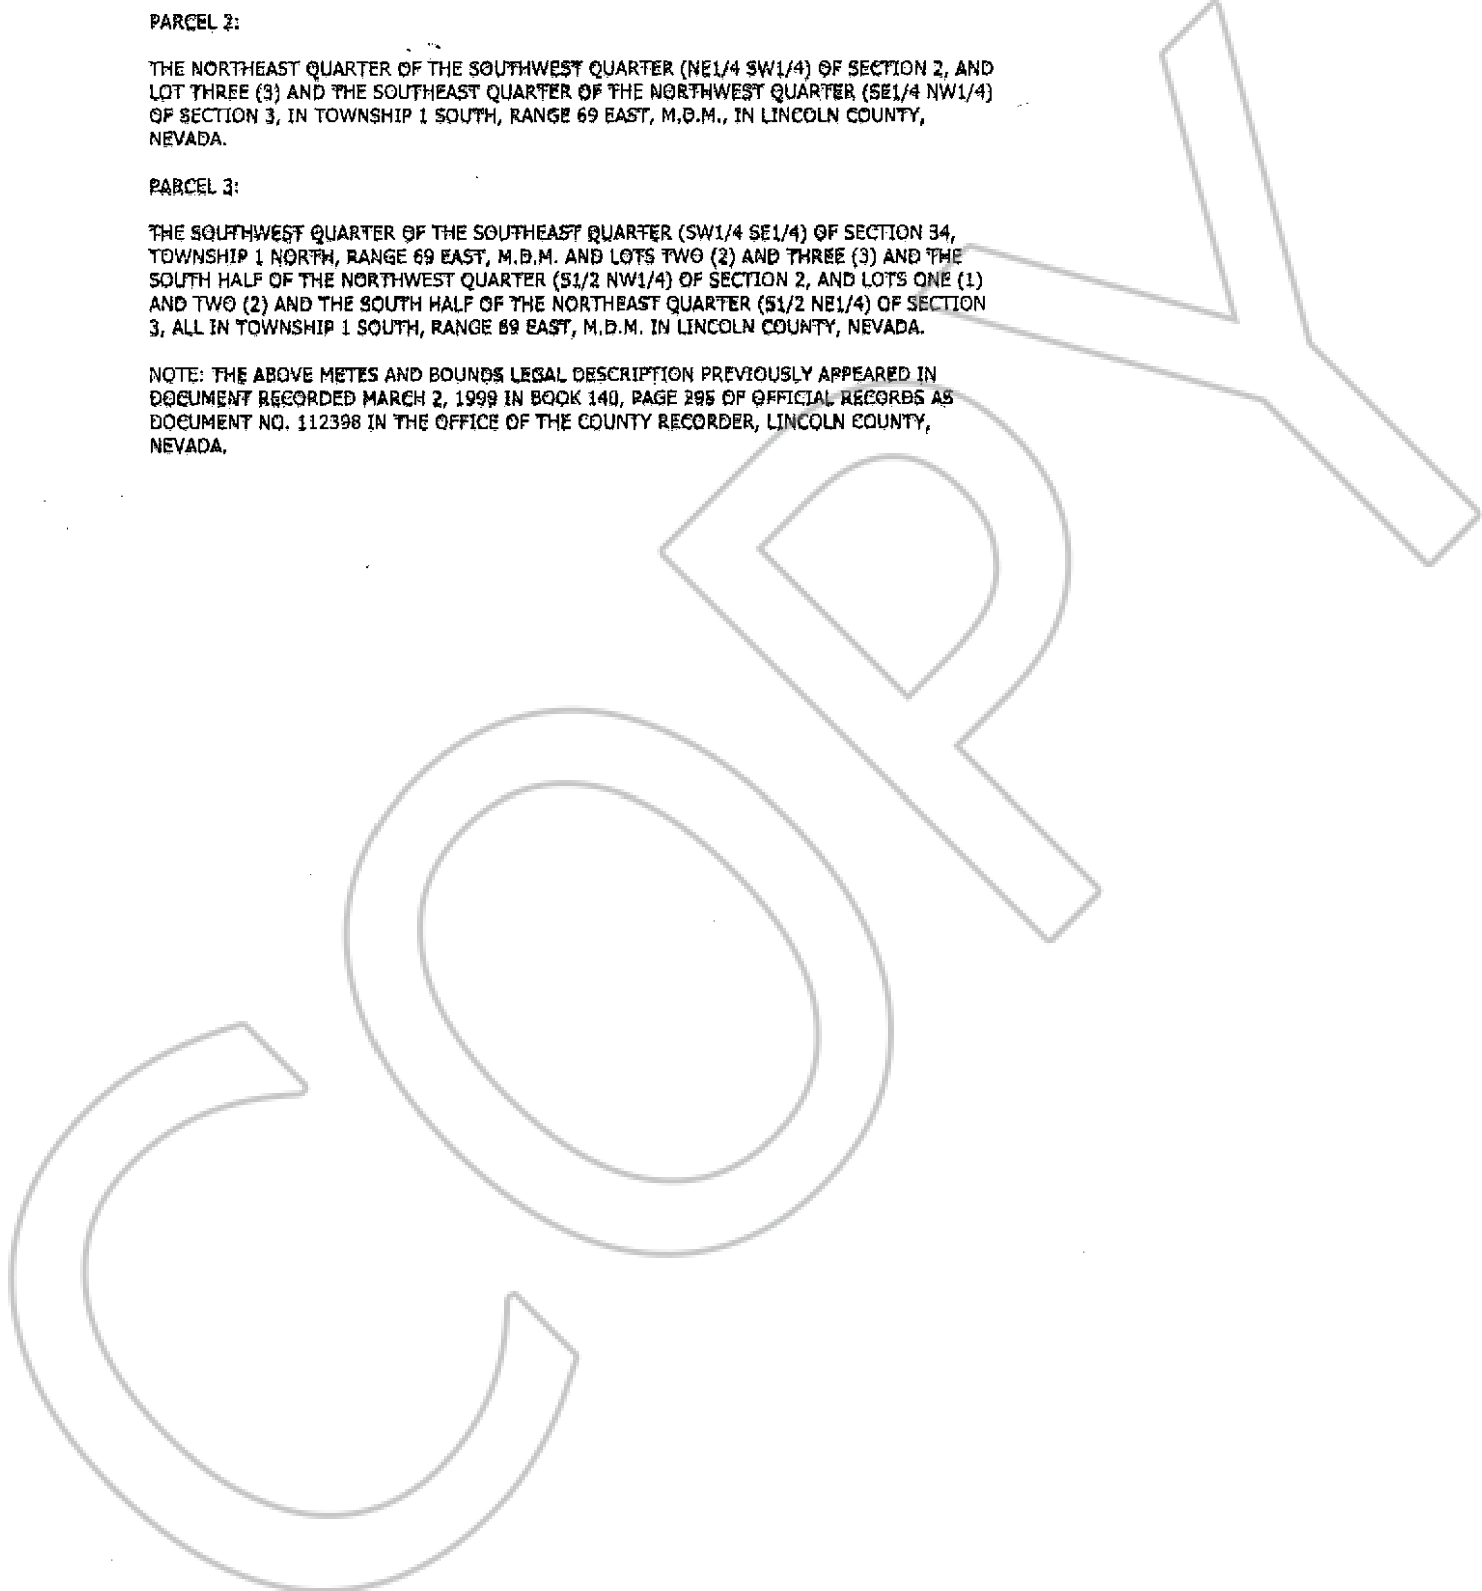 PARCEL 2:
THE NORTHEAST QUARTER OF THE SOUTHWEST QUARTER (NE1/4 SW1/4) OF SECTION 2, AND
LOT THREE (3) AND THE SOUTHEAST QUARTER OF THE NORTHWEST QUARTER (SE1/4 NW1/4)
OF SECTION 3, IN TOWNSHIP 1 SOUTH, RANGE 69 EAST, M.D.M., IN LINCOLN COUNTY,
NEVADA.
PARCEL 3:
THE SOUTHWEST QUARTER OF THE SOUTHEAST QUARTER (SW1/4 SE1/4) OF SECTION 34,
TOWNSHIP 1 NORTH, RANGE 69 EAST, M.D.M. AND LOTS TWO (2) AND THREE (3) AND THE
SOUTH HALF OF THE NORTHWEST QUARTER (S1/2 NW1/4) OF SECTION 2, AND LOTS ONE (1)
AND TWO (2) AND THE SOUTH HALF OF THE NORTHEAST QUARTER (S1/2 NE1/4) OF SECTION
3, ALL IN TOWNSHIP 1 SOUTH, RANGE 69 EAST, M.D.M. IN LINCOLN COUNTY, NEVADA.
NOTE: THE ABOVE METES AND BOUNDS LEGAL DESCRIPTION PREVIOUSLY APPEARED IN
DOCUMENT RECORDED MARCH 2, 1999 IN BOOK 140, PAGE 295 OF OFFICIAL RECORDS AS
DOCUMENT NO. 112398 IN THE OFFICE OF THE COUNTY RECORDER, LINCOLN COUNTY,
NEVADA.
COPY